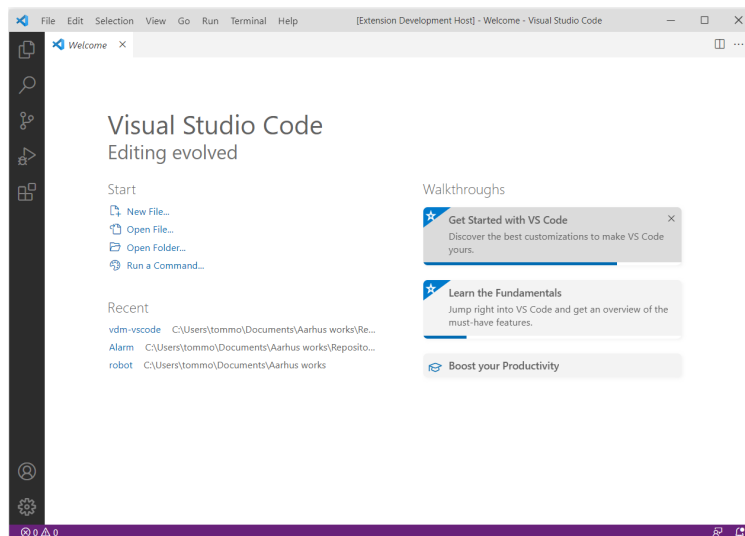 File Edit Selection View Go Run Terminal Help [Extension Development Host] - Welcome - Visual Studio Code
Welcome
Visual Studio Code
Editing evolved
Start
New File...
Open File...
Open Folder...
Run a Command...
Recent
vdm-vscode C:\Users\tommo\Documents\Aarhus works\Re...
Alarm C:\Users\tommo\Documents\Aarhus works\Reposito...
robot C:\Users\tommo\Documents\Aarhus works
Walkthroughs
Get Started with VS Code
Discover the best customizations to make VS Code
yours.
Learn the Fundamentals
Jump right into VS Code and get an overview of the
must-have features.
Boost your Productivity
0 0